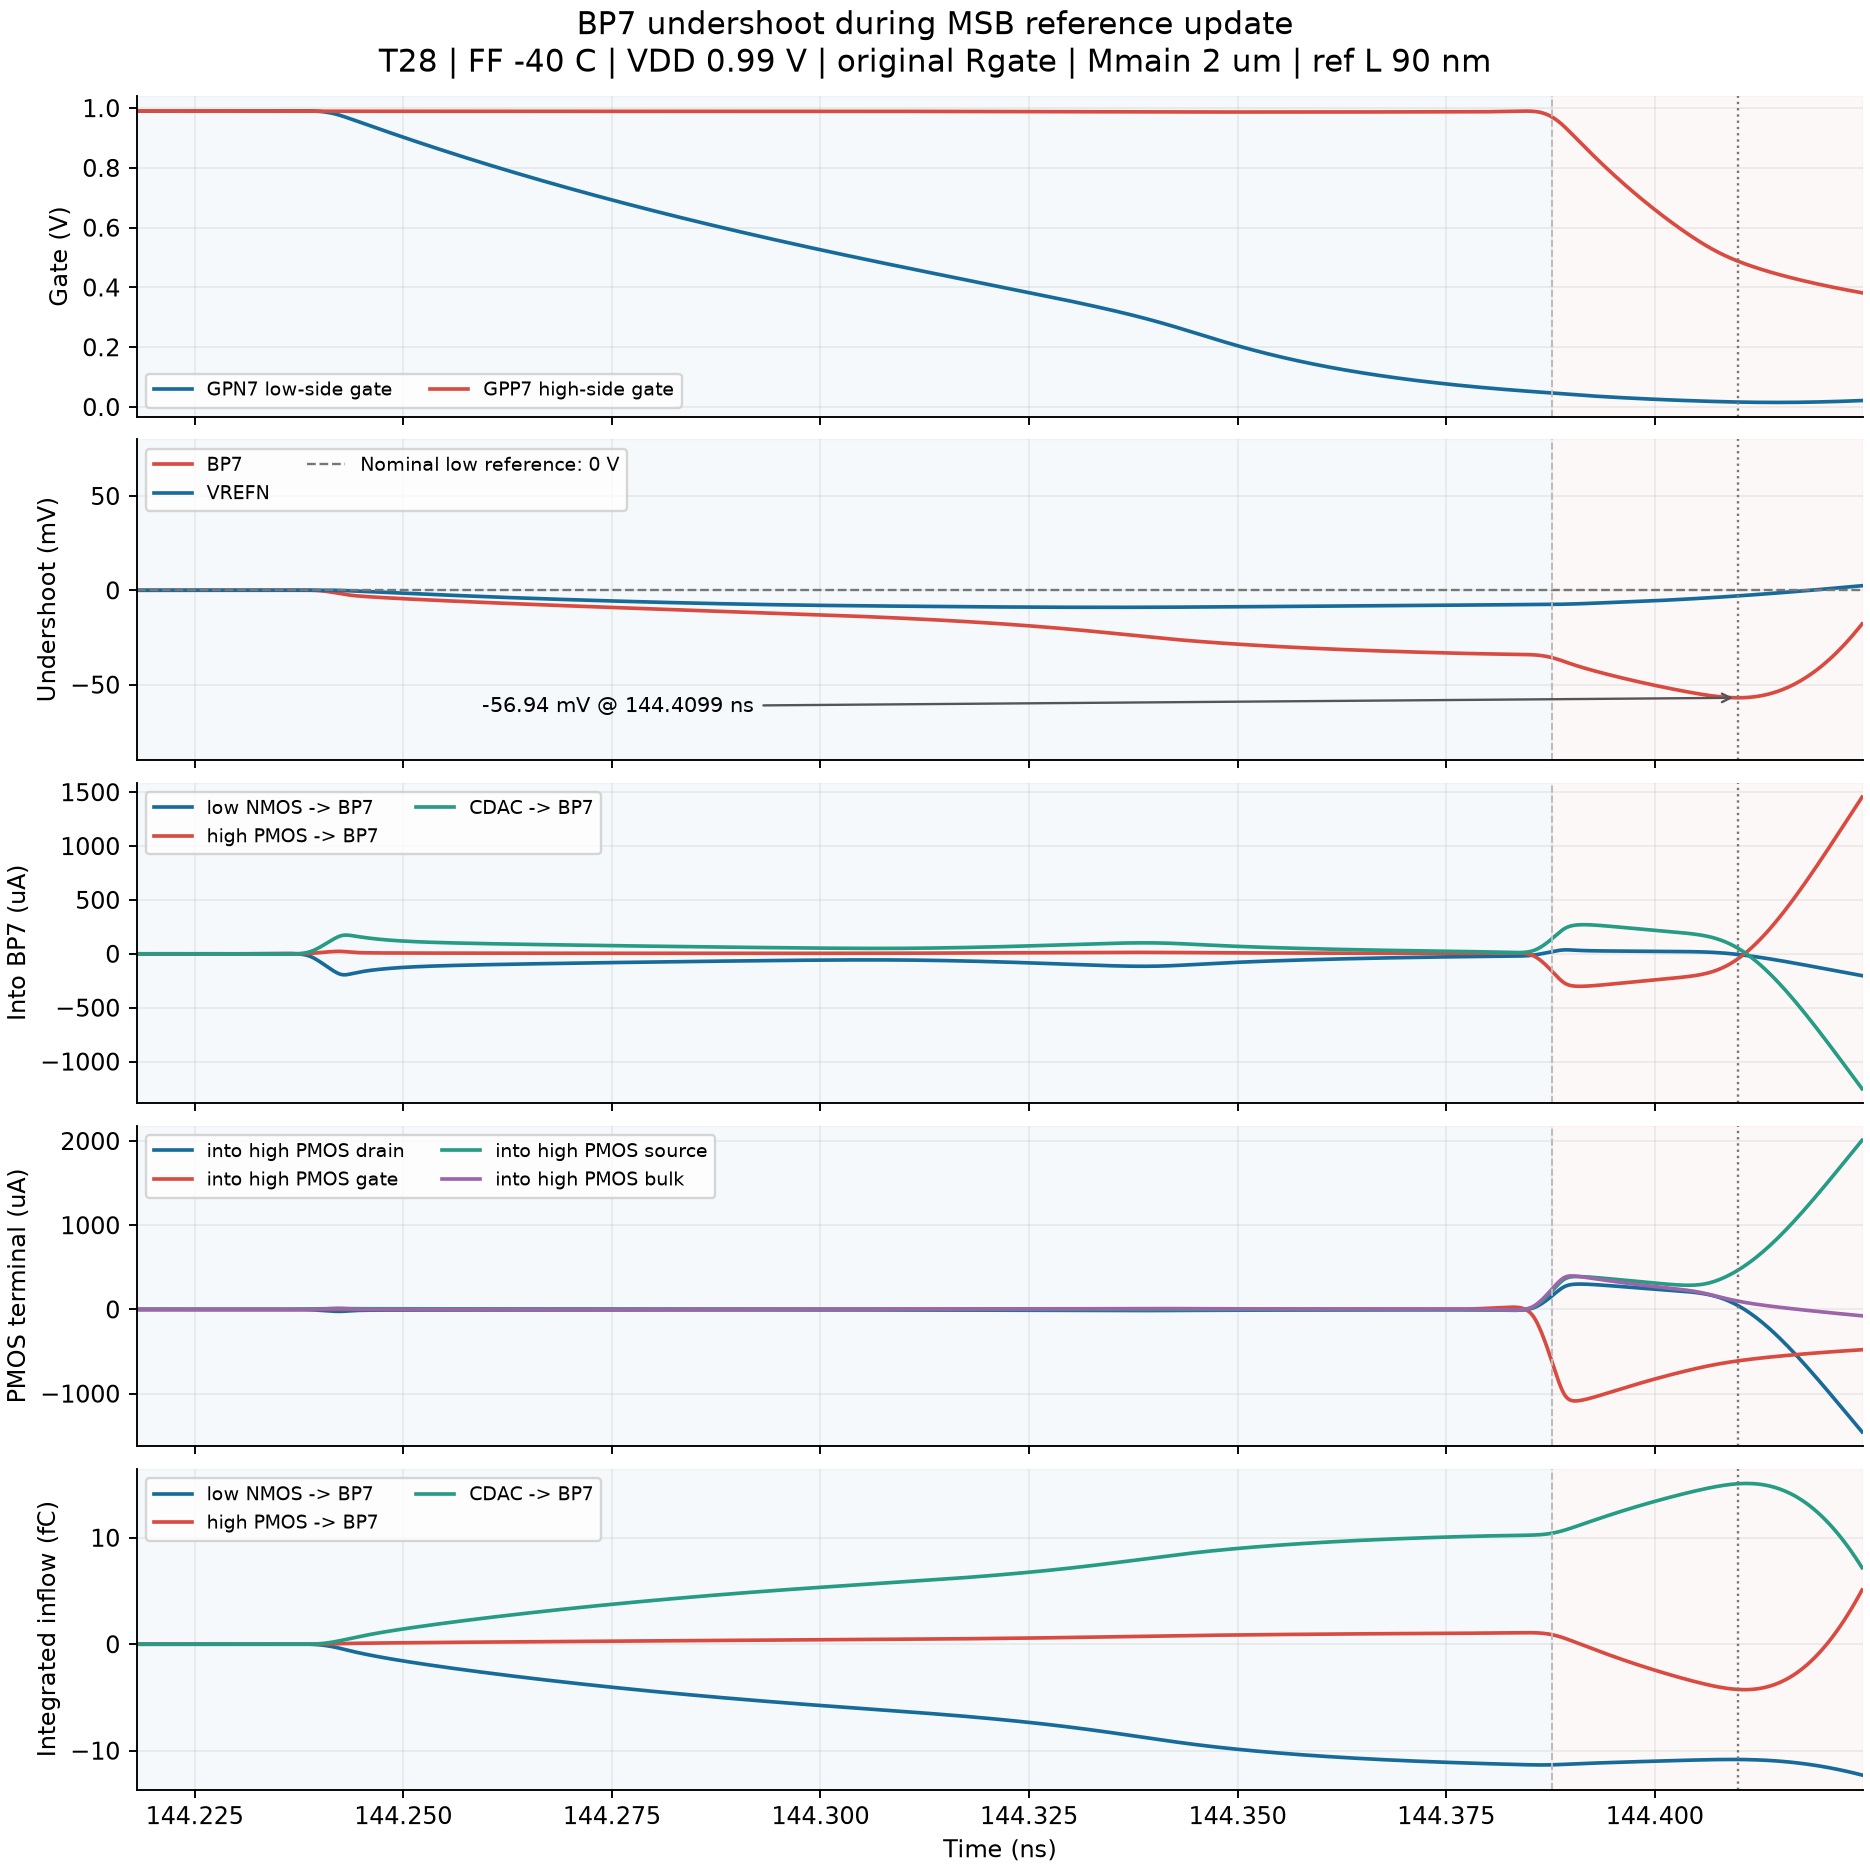 BP7 undershoot during MSB reference update
T28 | FF -40 C | VDD 0.99 V | original Rgate | Mmain 2 um | ref L 90 nm
Gate (V)
1.0
0.8
0.6
0.4
0.2
0.0
GPN7 low-side gate
GPP7 high-side gate
Undershoot (mV)
50
0
−50
BP7
VREFN
Nominal low reference: 0 V
-56.94 mV @ 144.4099 ns
Into BP7 (uA)
1500
1000
500
0
−500
−1000
low NMOS -> BP7
high PMOS -> BP7
CDAC -> BP7
PMOS terminal (uA)
2000
1000
0
−1000
into high PMOS drain
into high PMOS gate
into high PMOS source
into high PMOS bulk
Integrated inflow (fC)
10
0
−10
low NMOS -> BP7
high PMOS -> BP7
CDAC -> BP7
144.225
144.250
144.275
144.300
144.325
144.350
144.375
144.400
Time (ns)